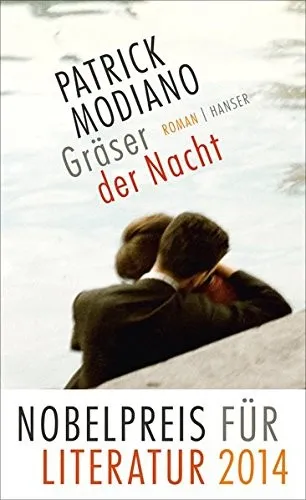 PATRICK
MODIANO
ROMAN | HANSER
Gräser
der Nacht
NOBELPREIS FÜR
LITERATUR 2014